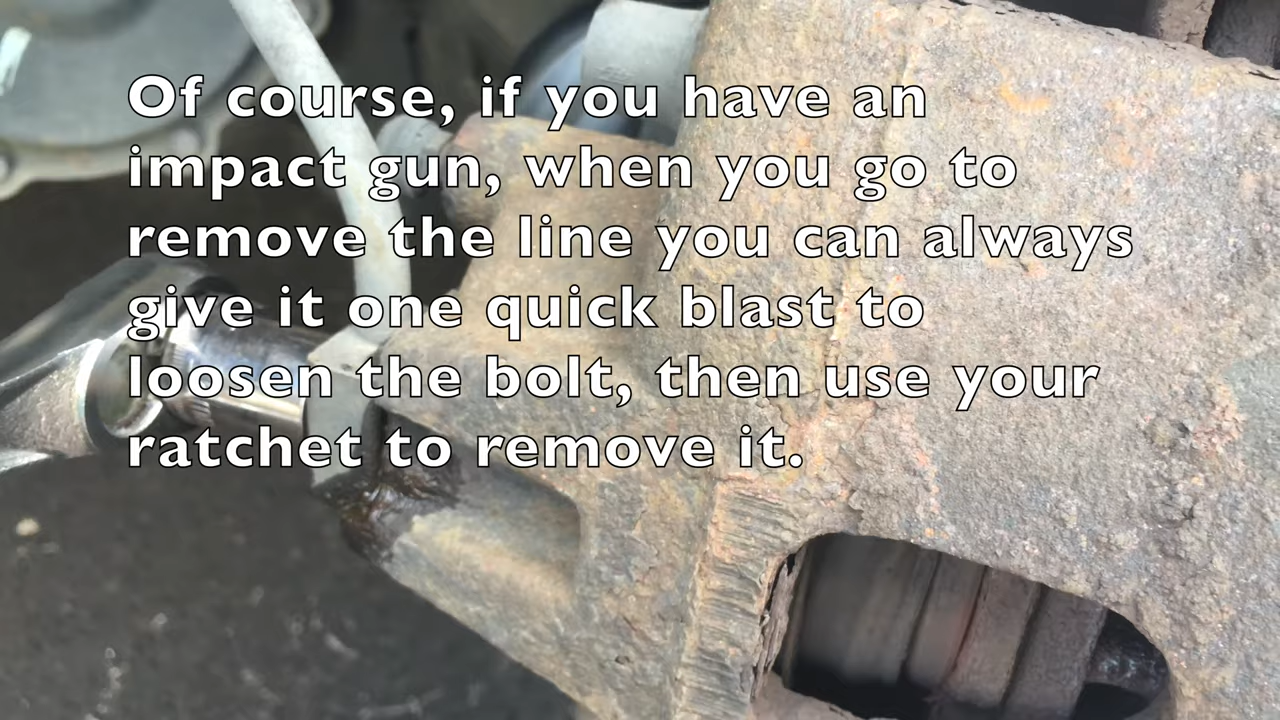 Of course, if you have an
impact gun, when you go to
remove the line you can always
give it one quick blast to
loosen the bolt, then use your
ratchet to remove it.